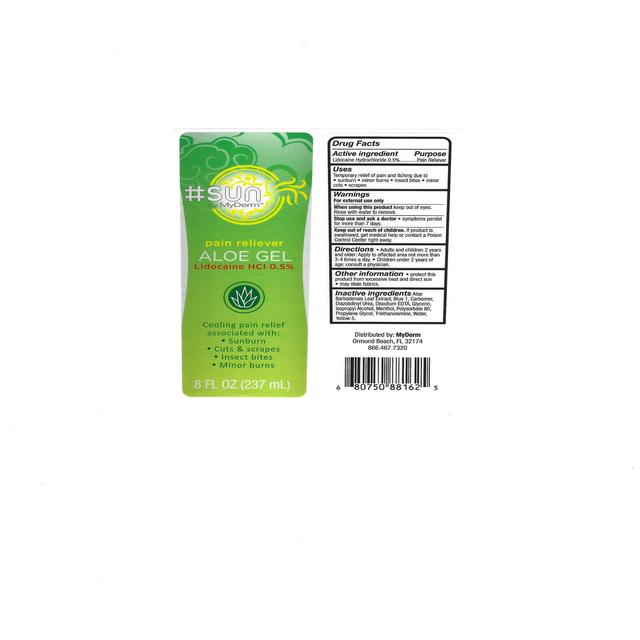 #sun
by MyDerm™
pain reliever
ALOE GEL
Lidocaine HCl 0.5%
Cooling pain relief
associated with:
• Sunburn
• Cuts & scrapes
• Insect bites
• Minor burns
8 FL OZ (237 mL)
Drug Facts
Active ingredient Purpose
Lidocaine Hydrochloride 0.5%..........Pain Reliever
Uses
Temporary relief of pain and itching due to
• sunburn • minor burns • insect bites • minor
cuts • scrapes
Warnings
For external use only
When using this product keep out of eyes.
Rinse with water to remove.
Stop use and ask a doctor • symptoms persist
for more than 7 days.
Keep out of reach of children. If product is
swallowed, get medical help or contact a Poison
Control Center right away.
Directions • Adults and children 2 years
and older: Apply to affected area not more than
3-4 times a day. • Children under 2 years of
age: consult a physician.
Other information • protect this
product from excessive heat and direct sun
• may stain fabrics.
Inactive ingredients Aloe
Barbadensis Leaf Extract, Blue 1, Carbomer,
Diazolidinyl Urea, Disodium EDTA, Glycerin,
Isopropyl Alcohol, Menthol, Polysorbate 80,
Propylene Glycol, Triethanolamine, Water,
Yellow 5.
Distributed by: MyDerm
Ormond Beach, FL 32174
866.467.7320
6 80750 88162 5